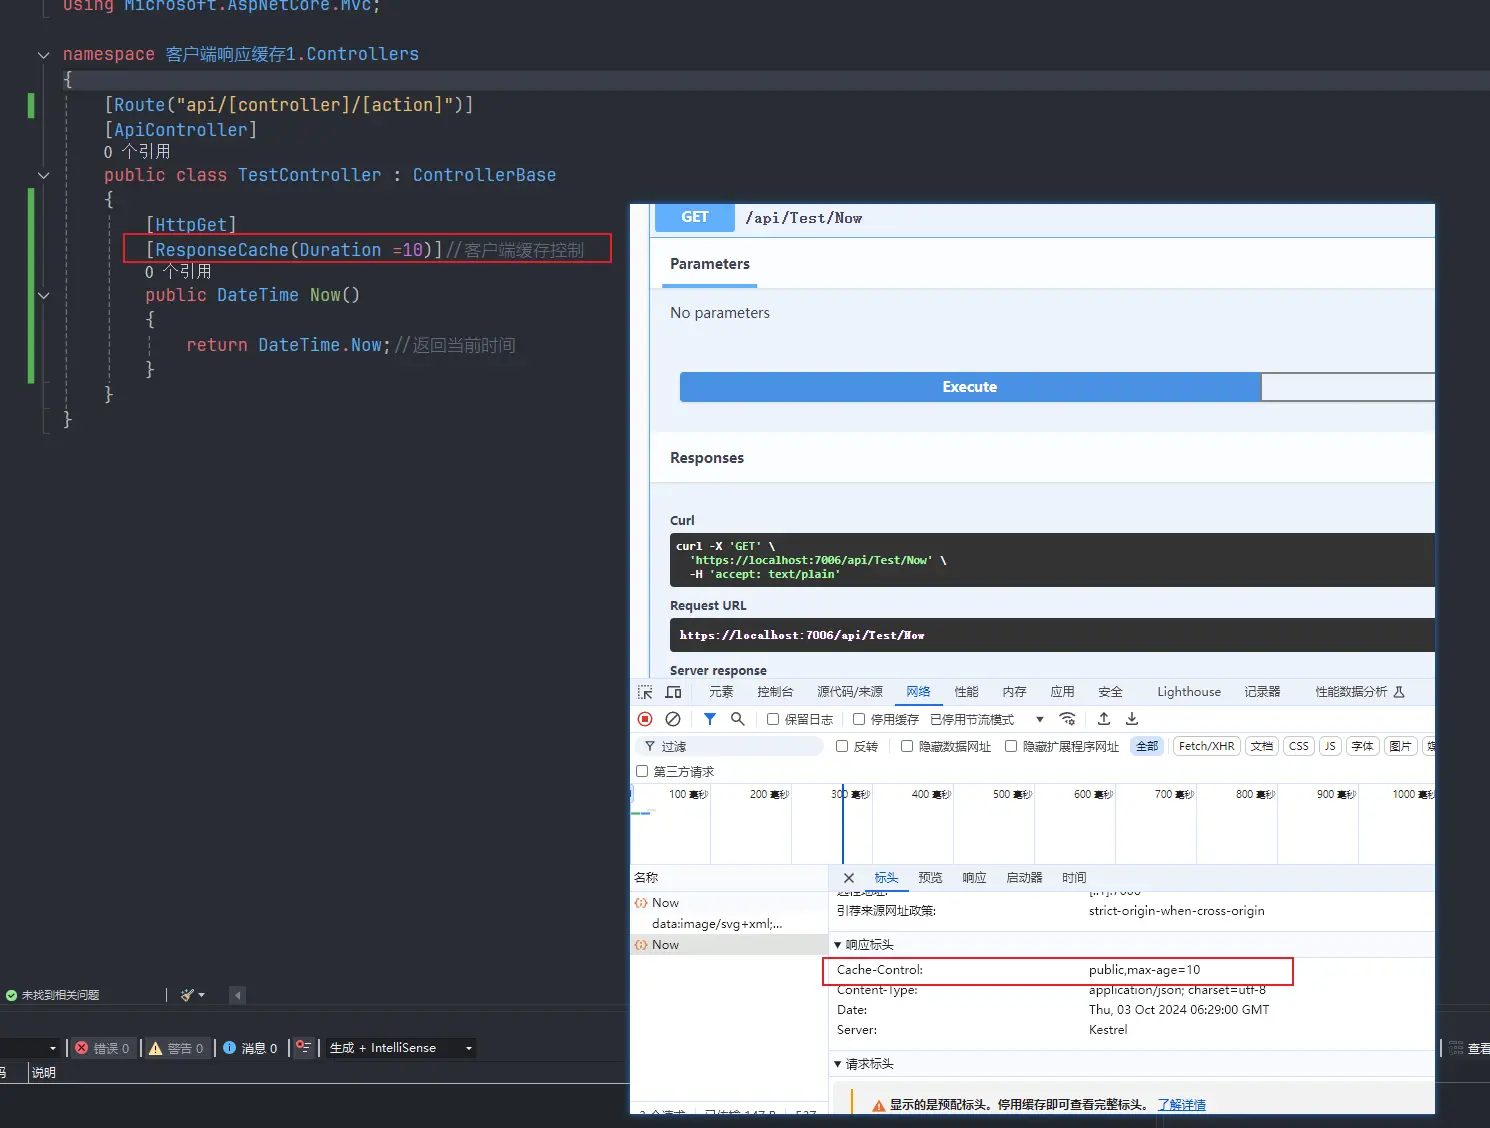 using Microsoft.AspNetCore.Mvc;
namespace 客户端响应缓存1.Controllers
{
[Route("api/[controller]/[action]")]
[ApiController]
0 个引用
public class TestController : ControllerBase
{
[HttpGet]
[ResponseCache(Duration =10)]//客户端缓存控制
0 个引用
public DateTime Now()
{
return DateTime.Now;//返回当前时间
}
}
}
GET /api/Test/Now
Parameters
No parameters
Execute
Responses
Curl
curl -X 'GET' \
'https://localhost:7006/api/Test/Now' \
-H 'accept: text/plain'
Request URL
https://localhost:7006/api/Test/Now
Server response
元素 控制台 源代码/来源 网络 性能 内存 应用 安全 Lighthouse 记录器 性能数据分析
保留日志 停用缓存 已停用节流模式
过滤 反转 隐藏数据网址 隐藏扩展程序网址 全部 Fetch/XHR 文档 CSS JS 字体 图片
第三方请求
100 毫秒 200 毫秒 300 毫秒 400 毫秒 500 毫秒 600 毫秒 700 毫秒 800 毫秒 900 毫秒 1000 毫秒
名称 标头 预览 响应 启动器 时间
Now
data:image/svg+xml;...
Now
引荐来源网址政策: strict-origin-when-cross-origin
响应标头
Cache-Control: public,max-age=10
Content-Type: application/json; charset=utf-8
Date: Thu, 03 Oct 2024 06:29:00 GMT
Server: Kestrel
请求标头
显示的是预配标头。停用缓存即可查看完整标头。 了解详情
未找到相关问题
错误 0 警告 0 消息 0 生成 + IntelliSense
说明
查看